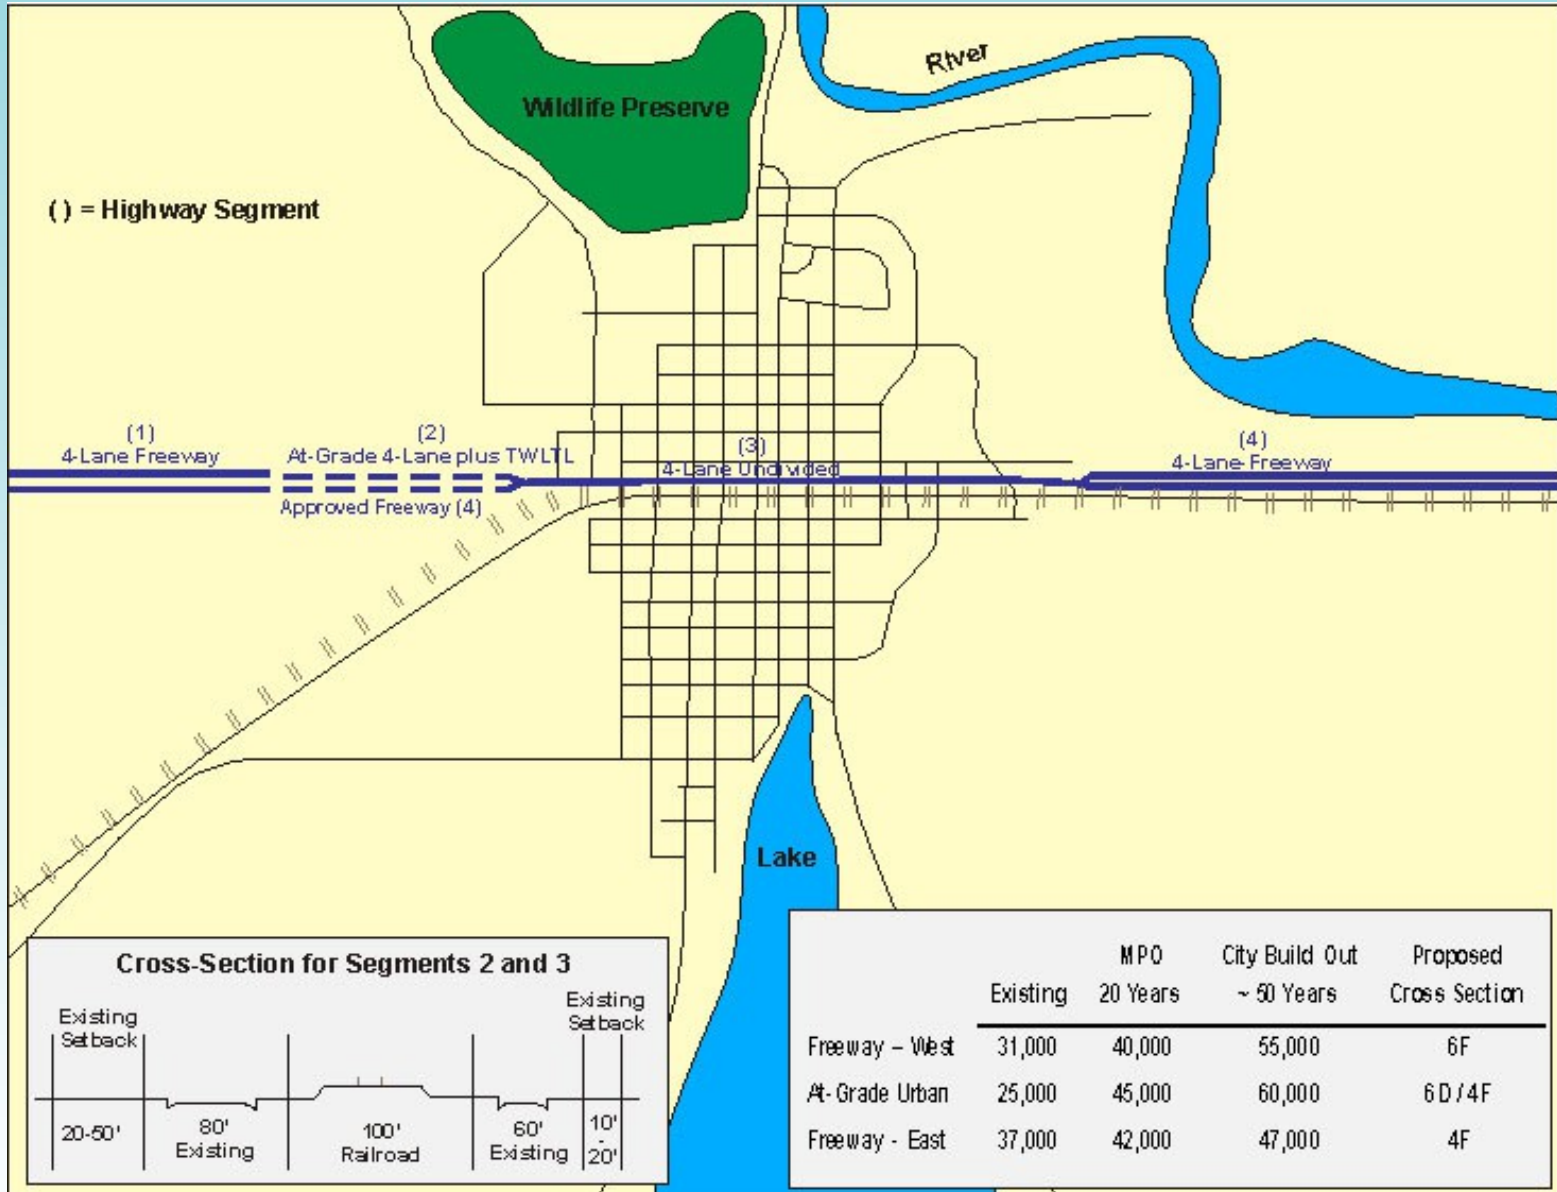 River
Wildlife Preserve
( ) = Highway Segment
(1)
4-Lane Freeway
(2)
At-Grade 4-Lane plus TWLTL
Approved Freeway (4)
(3)
4-Lane Undivided
(4)
4-Lane Freeway
Lake
Cross-Section for Segments 2 and 3
Existing
Setback
Existing
Setback
20-50'
80'
Existing
100'
Railroad
60'
Existing
10'
-
20'
MPO City Build Out Proposed
Existing 20 Years ~ 50 Years Cross Section
Freeway – West 31,000 40,000 55,000 6F
At-Grade Urban 25,000 45,000 60,000 6D / 4F
Freeway - East 37,000 42,000 47,000 4F